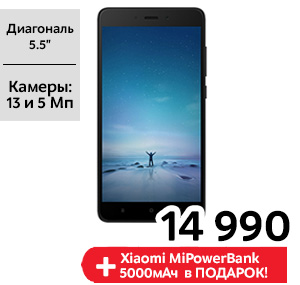 Диагональ
5.5"
Камеры:
13 и 5 Мп
14 990
+ Xiaomi MiPowerBank
5000мАч в ПОДАРОК!